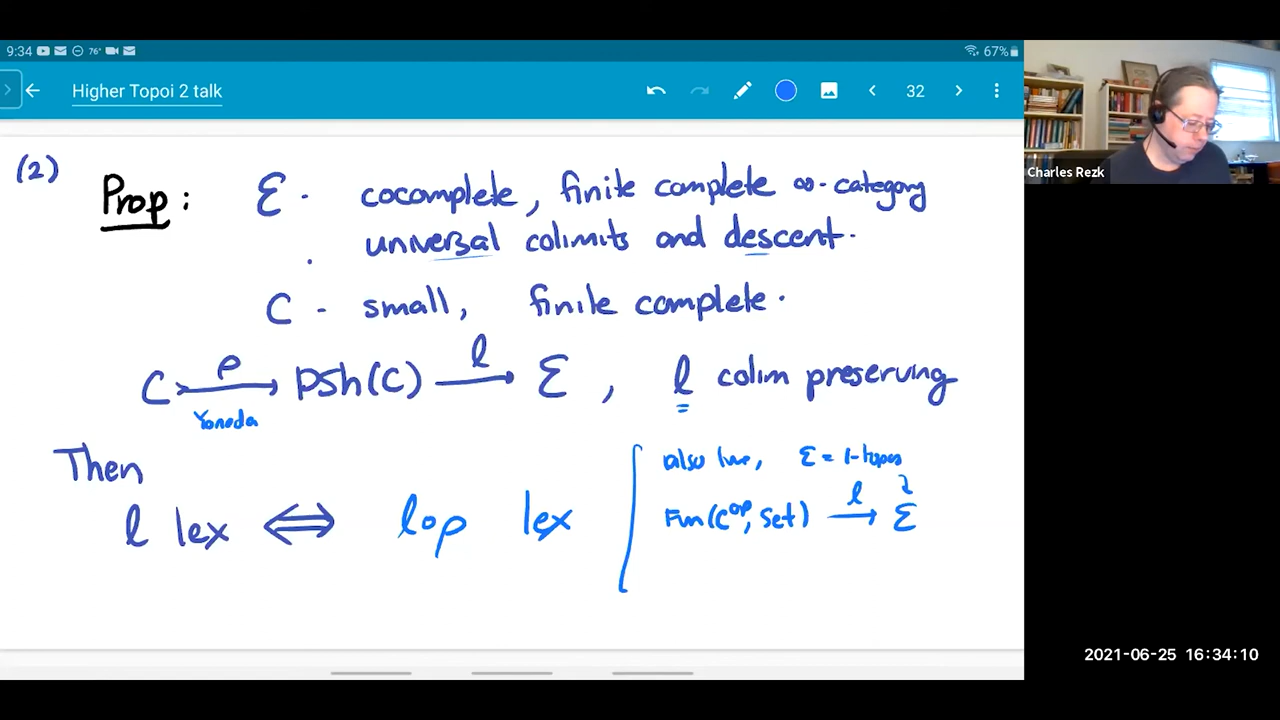 9:34 76° 67%
Higher Topoi 2 talk
32
Charles Rezk
(2)
Prop: ℰ - cocomplete, finite complete ∞-category
universal colimits and descent.
C - small, finite complete.
C ↣ρ PSh(C) →l ℰ, l colim preserving
Yoneda
Then
l lex ⟺ l∘ρ lex
also true, ℰ = 1-topos
Fun(C^op, Set) →l ℰ
2021-06-25 16:34:10